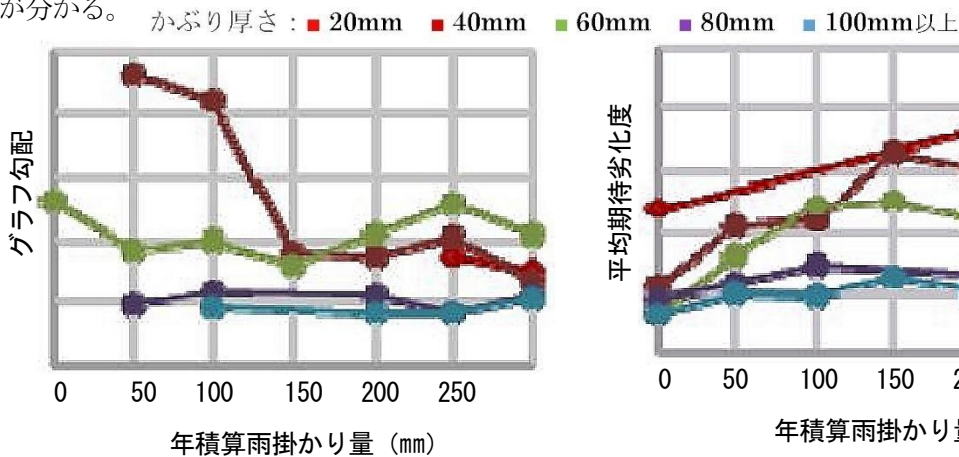 が分かる。
かぶり厚さ：■20mm ■40mm ■60mm ■80mm ■100mm以上
グラフ勾配
0 50 100 150 200 250
年積算雨掛かり量 (mm)
平均期待劣化度
0 50 100 150
年積算雨掛かり